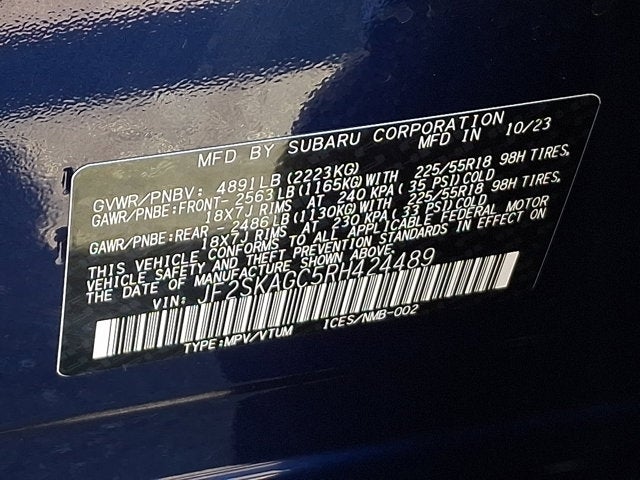 MFD BY SUBARU CORPORATION
MFD IN 10/23
GVWR/PNBV: 4891LB(2223KG)
GAWR/PNBE:FRONT-2563LB(1165KG)WITH 225/55R18 98H TIRES,
18X7J RIMS AT 240 KPA(35 PSI)COLD
GAWR/PNBE:REAR -2486LB(1130KG)WITH 225/55R18 98H TIRES,
18X7J RIMS AT 230 KPA(33 PSI)COLD
THIS VEHICLE CONFORMS TO ALL APPLICABLE FEDERAL MOTOR
VEHICLE SAFETY AND THEFT PREVENTION STANDARDS IN EFFECT ON
THE DATE OF MANUFACTURE SHOWN ABOVE.
VIN: JF2SKAGC5RH424489
TYPE:MPV/VTUM ICES/NMB-002